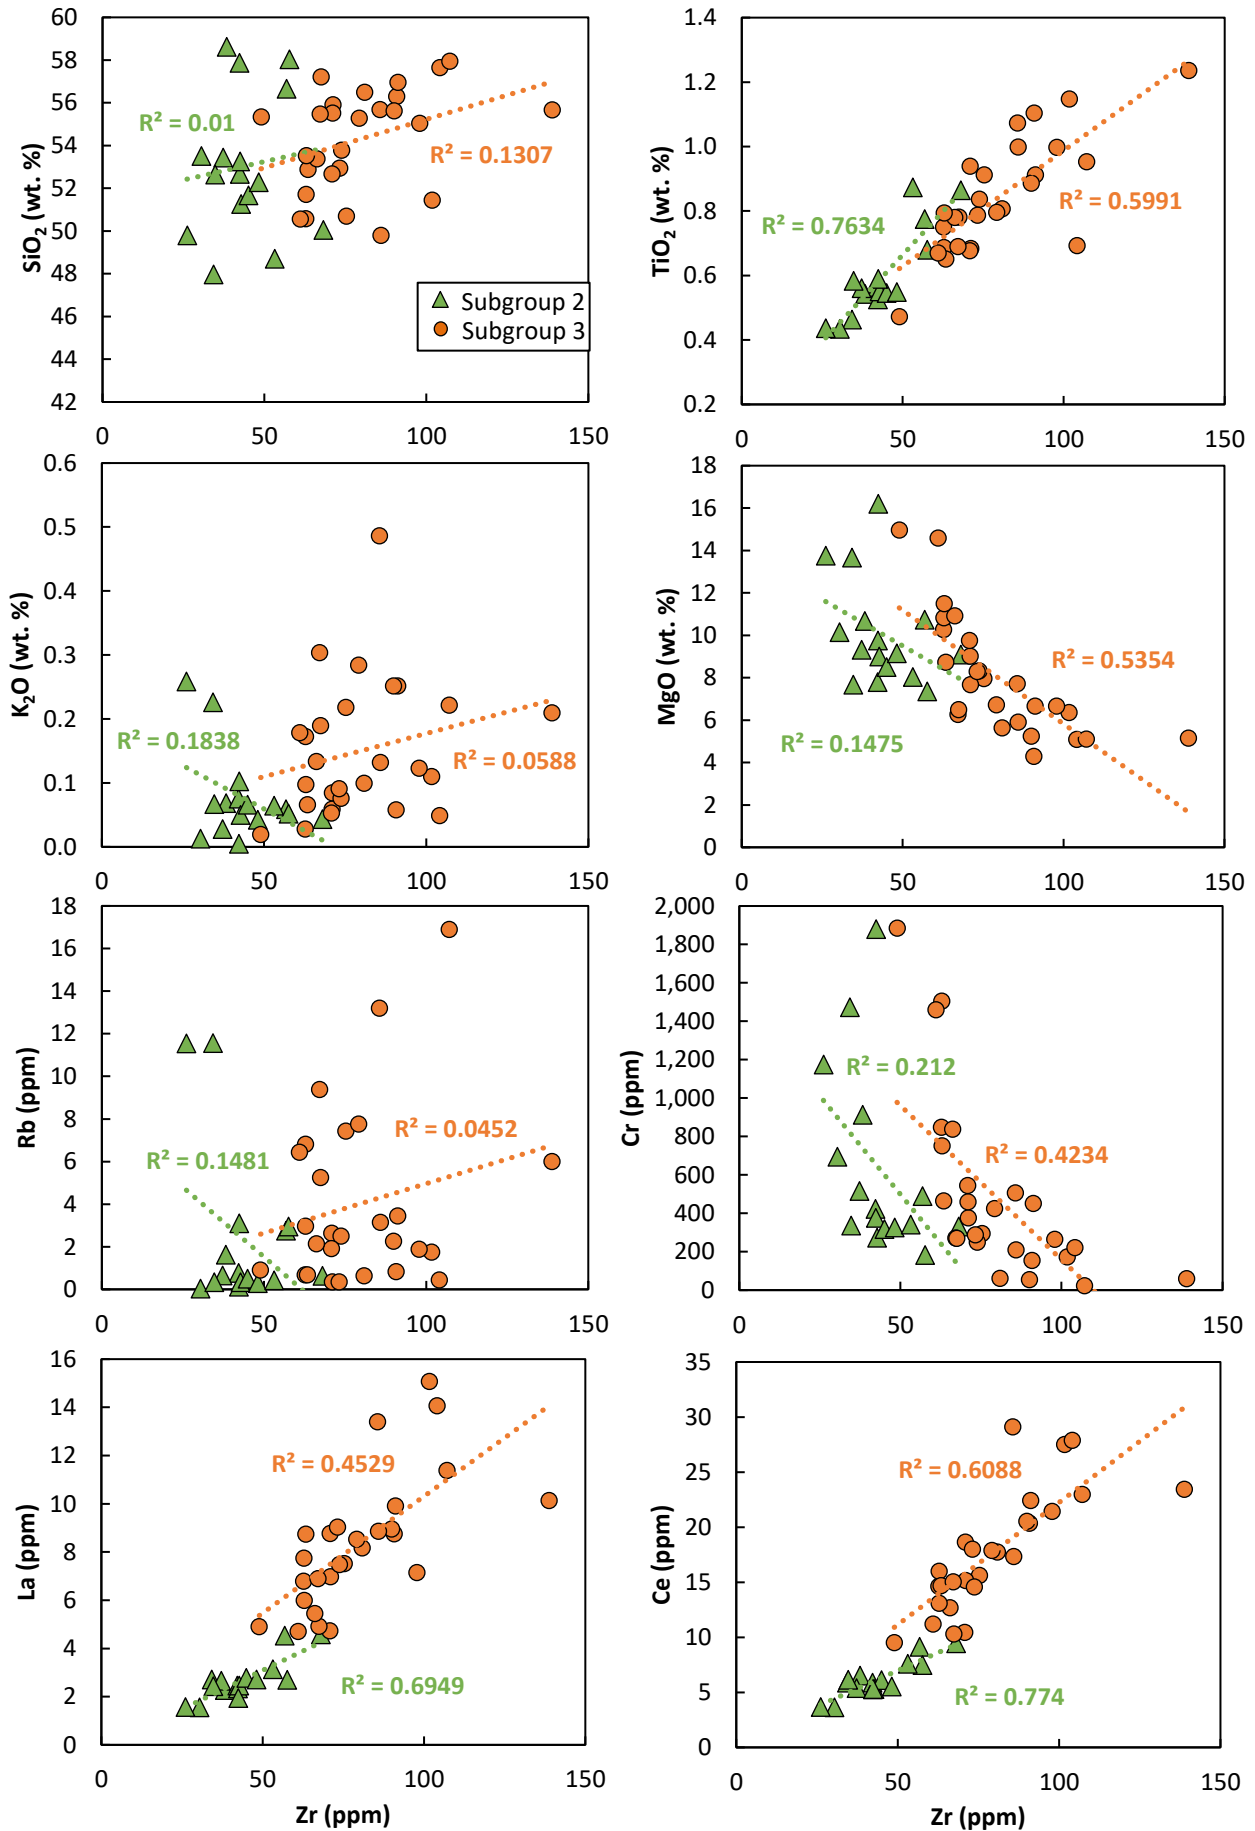 60
58
56
54
52
50
48
46
44
42
SiO2 (wt. %)
R² = 0.01
R² = 0.1307
Subgroup 2
Subgroup 3
0 50 100 150
1.4
1.2
1.0
0.8
0.6
0.4
0.2
TiO2 (wt. %)
R² = 0.7634
R² = 0.5991
0 50 100 150
0.6
0.5
0.4
0.3
0.2
0.1
0.0
K2O (wt. %)
R² = 0.1838
R² = 0.0588
0 50 100 150
18
16
14
12
10
8
6
4
2
0
MgO (wt. %)
R² = 0.5354
R² = 0.1475
0 50 100 150
18
16
14
12
10
8
6
4
2
0
Rb (ppm)
R² = 0.0452
R² = 0.1481
0 50 100 150
2,000
1,800
1,600
1,400
1,200
1,000
800
600
400
200
0
Cr (ppm)
R² = 0.212
R² = 0.4234
0 50 100 150
16
14
12
10
8
6
4
2
0
La (ppm)
R² = 0.4529
R² = 0.6949
0 50 100 150
Zr (ppm)
35
30
25
20
15
10
5
0
Ce (ppm)
R² = 0.6088
R² = 0.774
0 50 100 150
Zr (ppm)